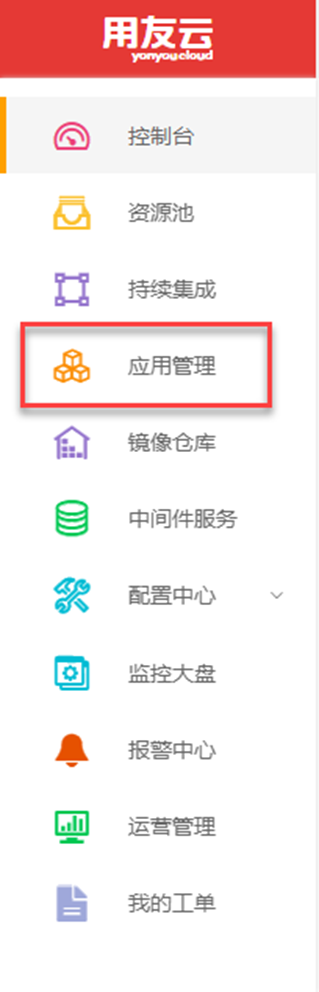 用友云
yonyoucloud
控制台
资源池
持续集成
应用管理
镜像仓库
中间件服务
配置中心
监控大盘
报警中心
运营管理
我的工单